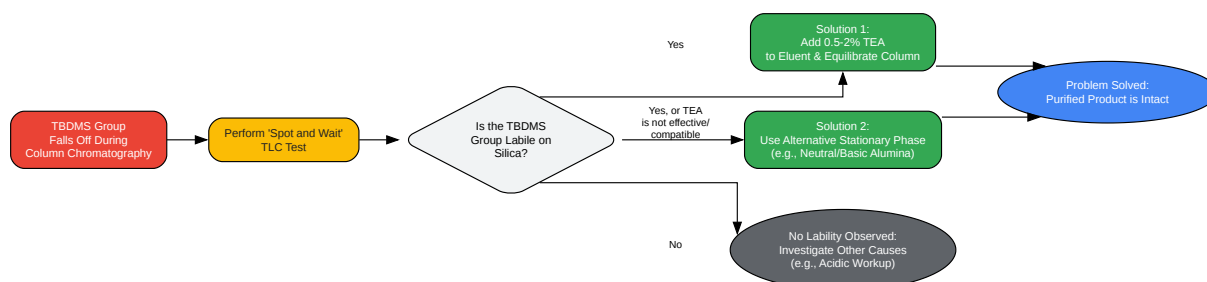 TBDMS Group
Falls Off During
Column Chromatography
Perform 'Spot and Wait'
TLC Test
Is the TBDMS
Group Labile on
Silica?
Yes
Solution 1:
Add 0.5-2% TEA
to Eluent & Equilibrate Column
Yes, or TEA
is not effective/
compatible
Solution 2:
Use Alternative Stationary Phase
(e.g., Neutral/Basic Alumina)
Problem Solved:
Purified Product is Intact
No
No Lability Observed:
Investigate Other Causes
(e.g., Acidic Workup)